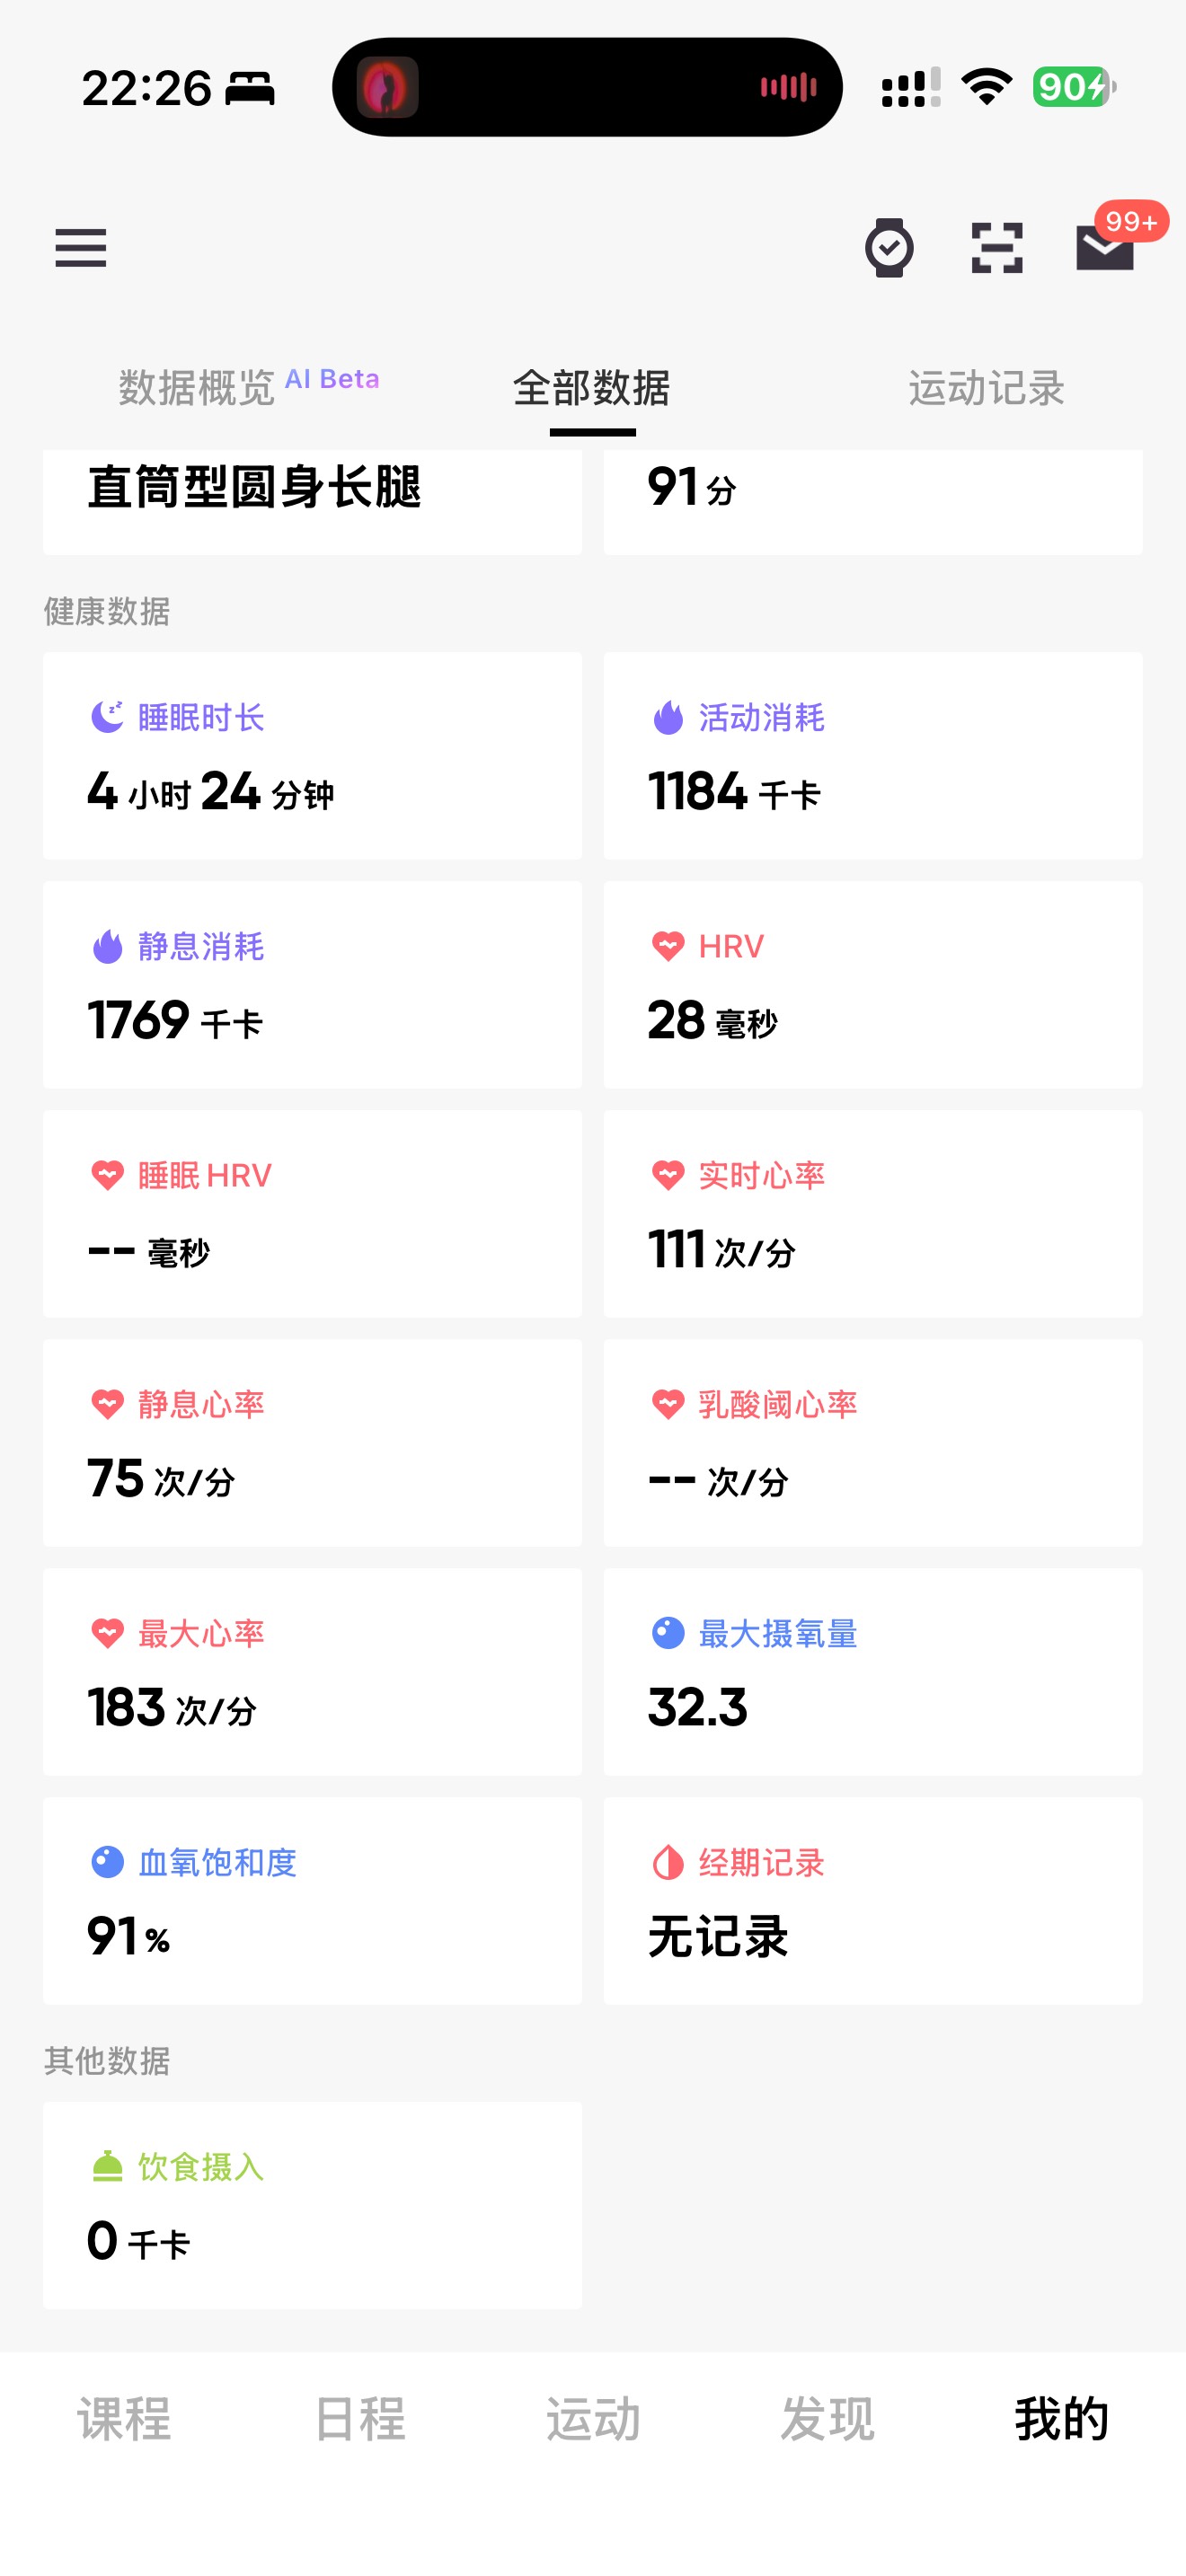 22:26
90
99+
数据概览 AI Beta 全部数据 运动记录
直筒型圆身长腿 91 分
健康数据
睡眠时长 活动消耗
4 小时 24 分钟 1184 千卡
静息消耗 HRV
1769 千卡 28 毫秒
睡眠 HRV 实时心率
-- 毫秒 111 次/分
静息心率 乳酸阈心率
75 次/分 -- 次/分
最大心率 最大摄氧量
183 次/分 32.3
血氧饱和度 经期记录
91 % 无记录
其他数据
饮食摄入
0 千卡
课程 日程 运动 发现 我的